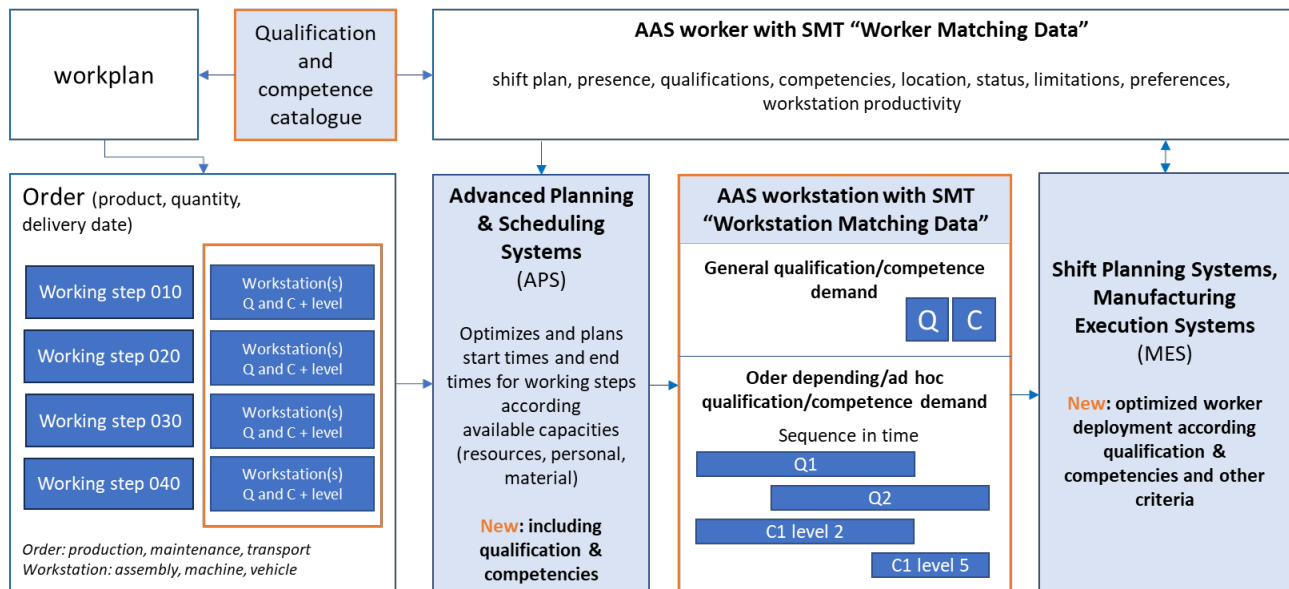 workplan
Qualification
and
competence
catalogue
AAS worker with SMT “Worker Matching Data”
shift plan, presence, qualifications, competencies, location, status, limitations, preferences,
workstation productivity
Order (product, quantity,
delivery date)
Working step 010
Workstation(s)
Q and C + level
Working step 020
Workstation(s)
Q and C + level
Working step 030
Workstation(s)
Q and C + level
Working step 040
Workstation(s)
Q and C + level
Order: production, maintenance, transport
Workstation: assembly, machine, vehicle
Advanced Planning
& Scheduling
Systems
(APS)
Optimizes and plans
start times and end
times for working steps
according
available capacities
(resources, personal,
material)
New: including
qualification &
competencies
AAS workstation with SMT
“Workstation Matching Data”
General qualification/competence
demand
Q C
Oder depending/ad hoc
qualification/competence demand
Sequence in time
Q1
Q2
C1 level 2
C1 level 5
Shift Planning Systems,
Manufacturing
Execution Systems
(MES)
New: optimized worker
deployment according
qualification &
competencies and other
criteria